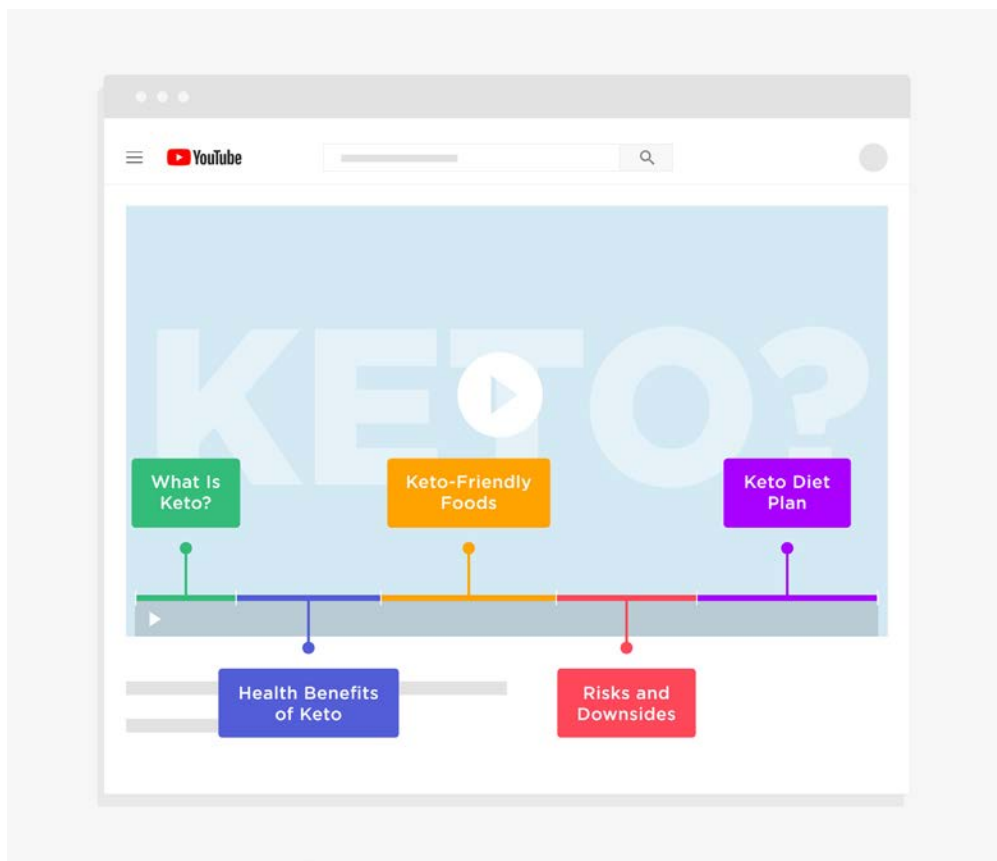 YouTube
KETO?
What Is
Keto?
Keto-Friendly
Foods
Keto Diet
Plan
Health Benefits
of Keto
Risks and
Downsides